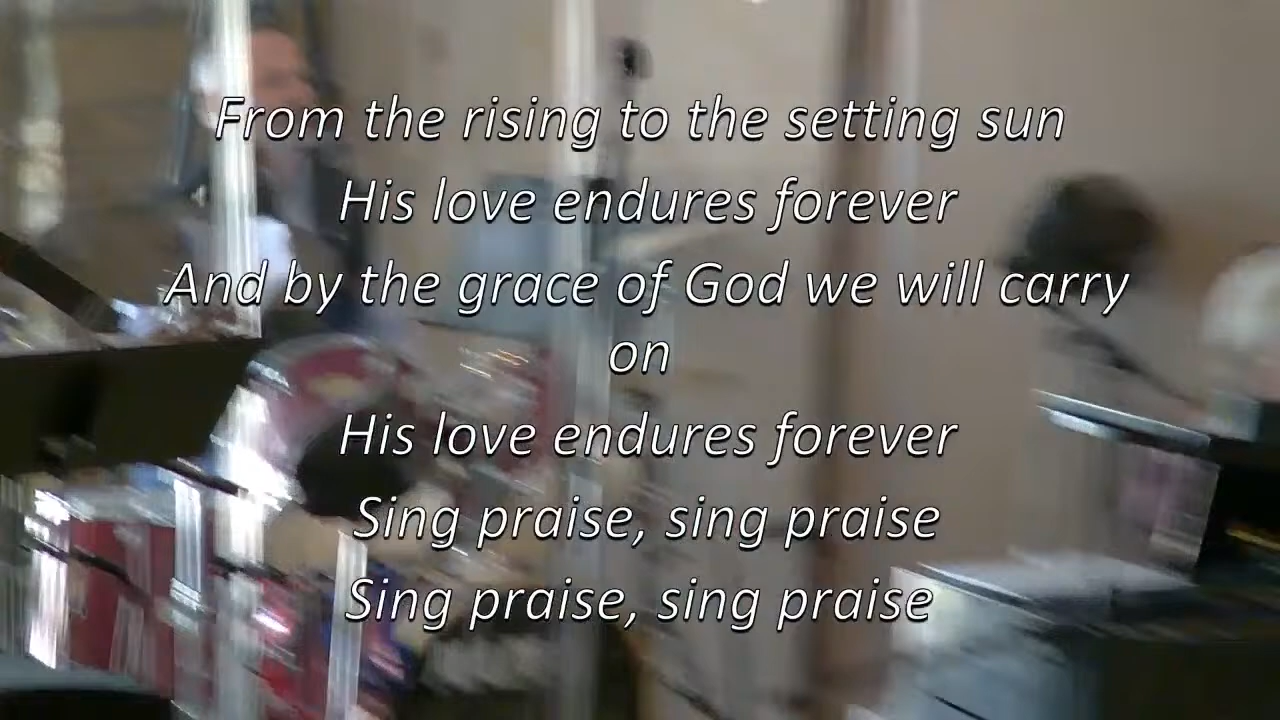 From the rising to the setting sun
His love endures forever
And by the grace of God we will carry
on
His love endures forever
Sing praise, sing praise
Sing praise, sing praise